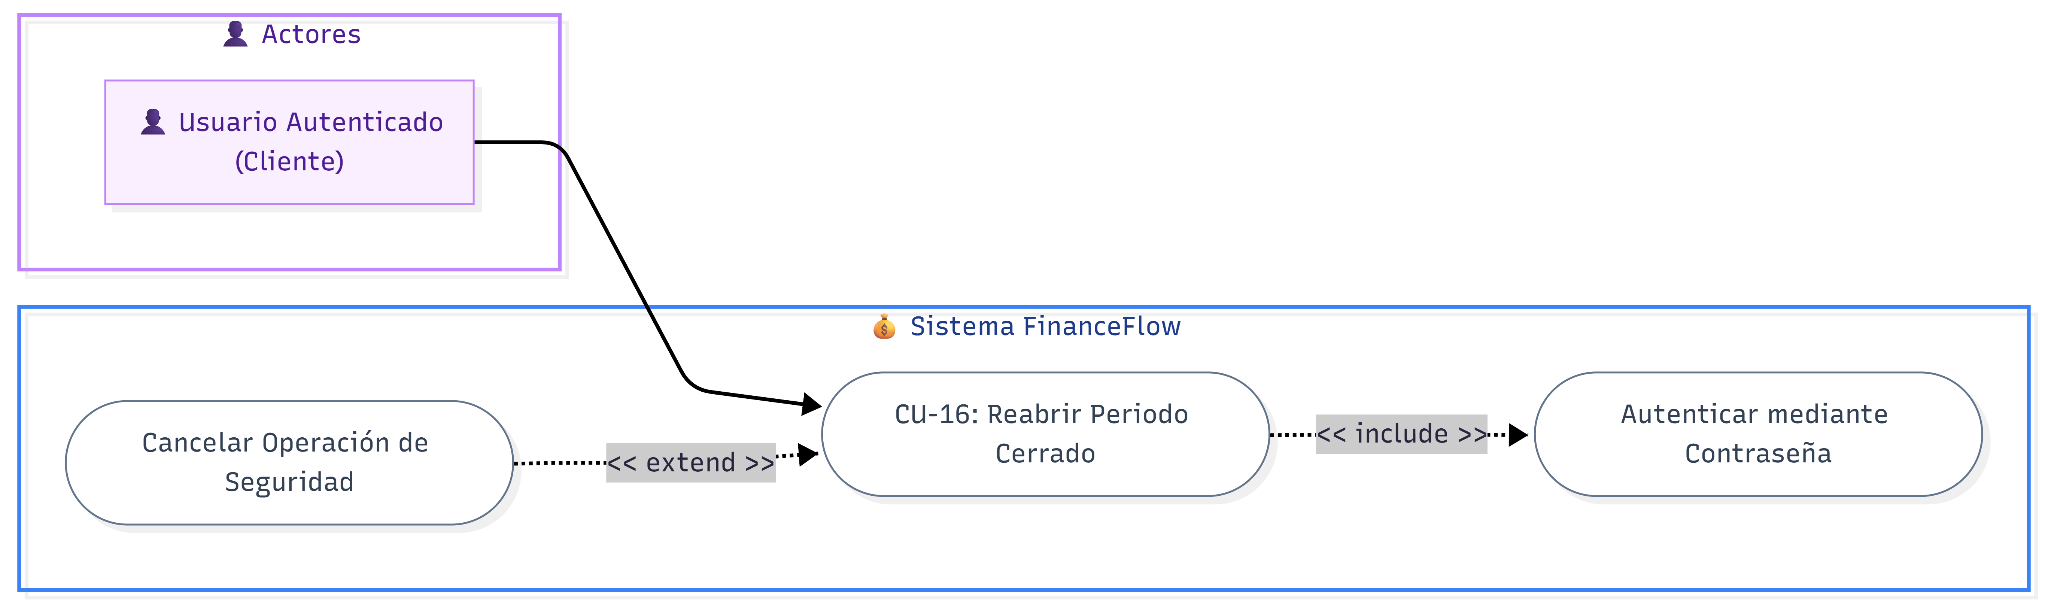 Actores
Usuario Autenticado
(Cliente)
Sistema FinanceFlow
Cancelar Operación de
Seguridad
<< extend >>
CU-16: Reabrir Periodo
Cerrado
<< include >>
Autenticar mediante
Contraseña